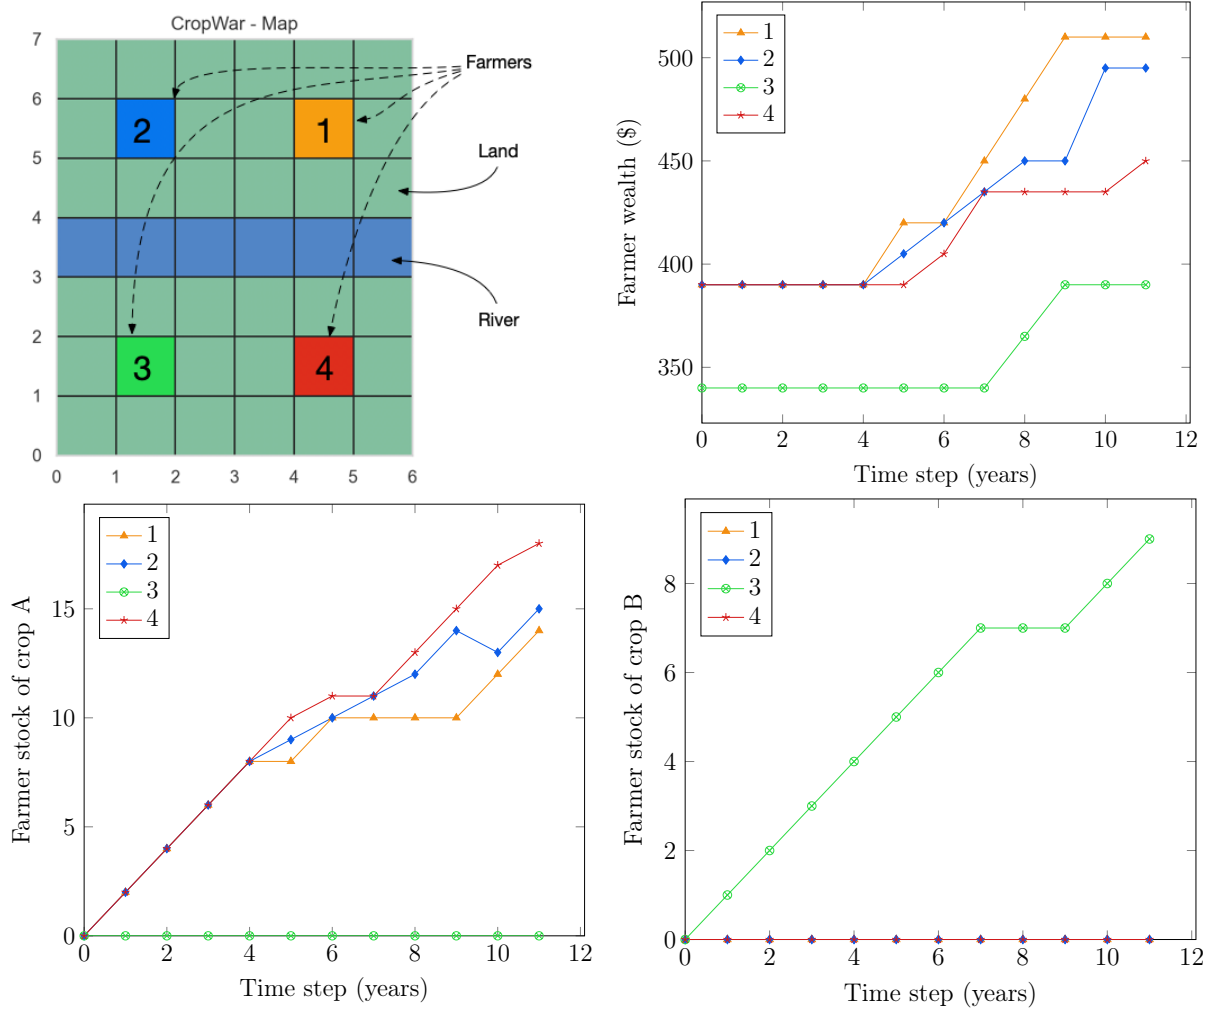 CropWar - Map
7
6
5
4
3
2
1
0
0 1 2 3 4 5 6
2
1
3
4
Farmers
Land
River
1
2
3
4
Farmer wealth ($)
500
450
400
350
0 2 4 6 8 10 12
Time step (years)
1
2
3
4
Farmer stock of crop A
15
10
5
0
0 2 4 6 8 10 12
Time step (years)
1
2
3
4
Farmer stock of crop B
8
6
4
2
0
0 2 4 6 8 10 12
Time step (years)